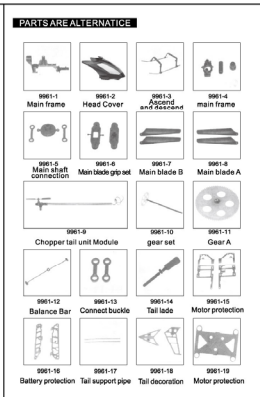 PARTS ARE ALTERNATICE
9961-1 9961-2 9961-3 9961-4
Main frame Head Cover Ascend and descend main frame
9961-5 9961-6 9961-7 9961-8
Main shaft connection Main blade grip set Main blade B Main blade A
9961-9 9961-10 9961-11
Chopper tail unit Module gear set Gear A
9961-12 9961-13 9961-14 9961-15
Balance Bar Connect buckle Tail lade Motor protection
9961-16 9961-17 9961-18 9961-19
Battery protection Tail support pipe Tail decoration Motor protection